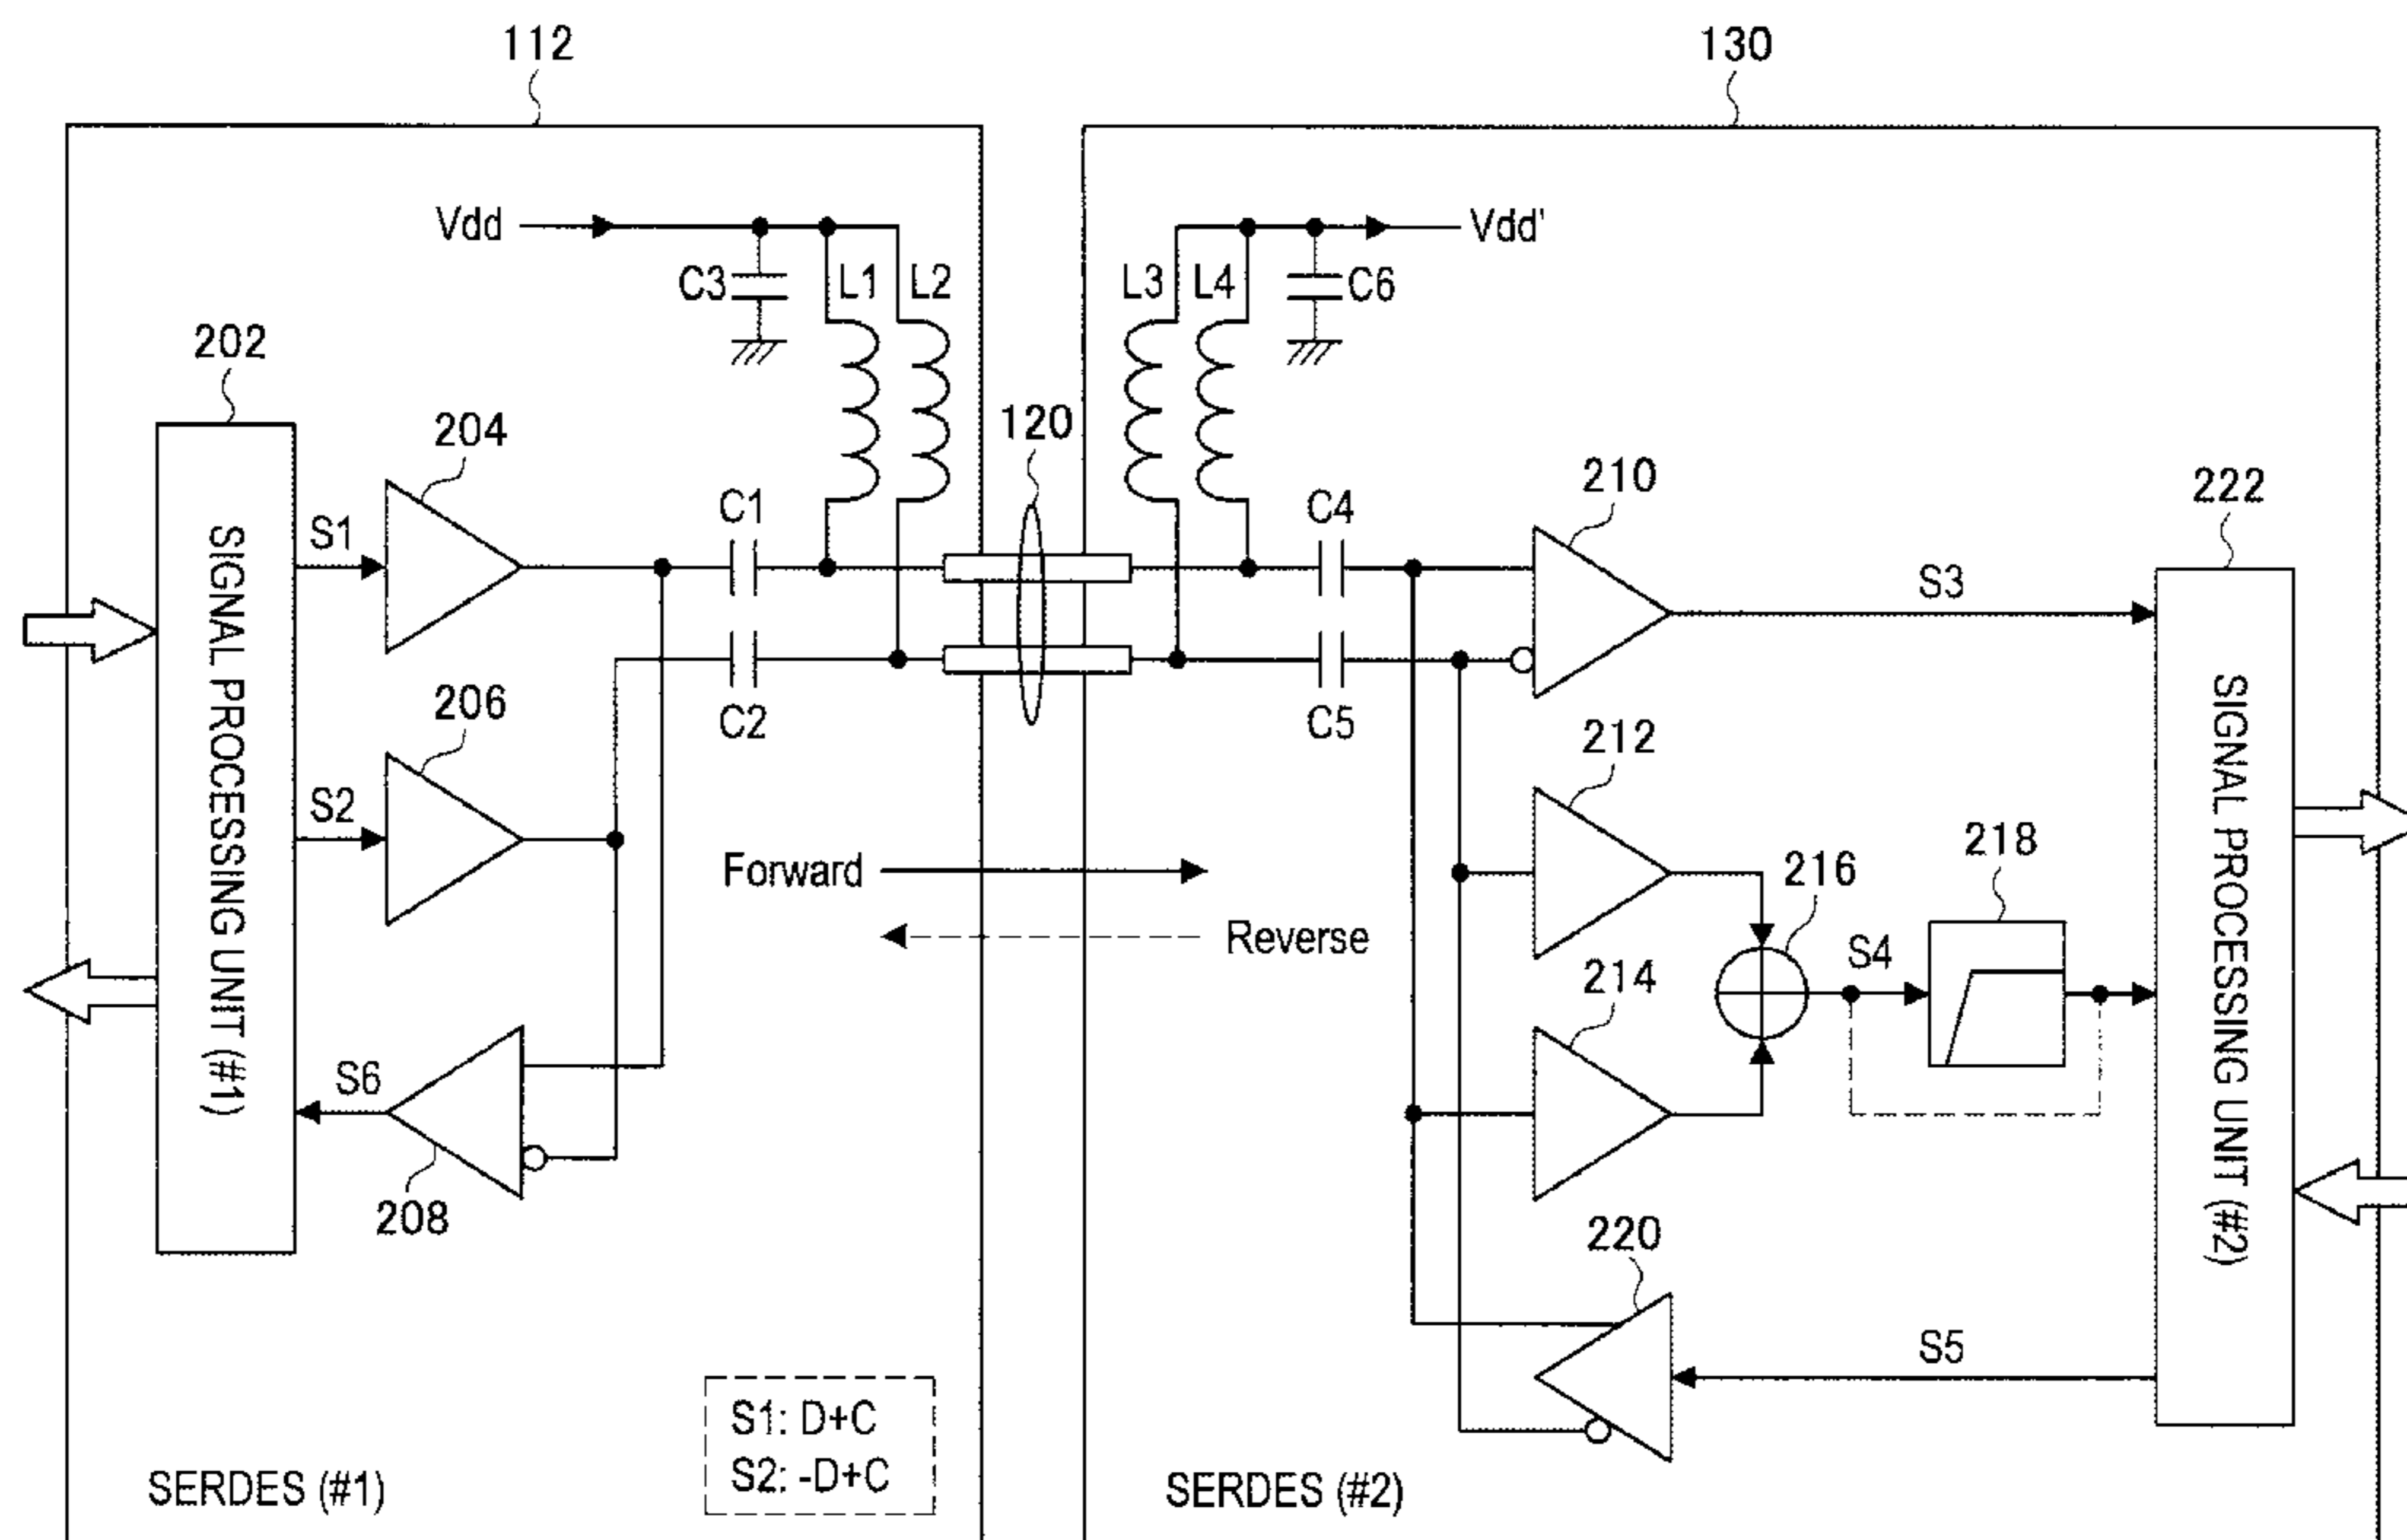 112
130
Vdd
Vdd'
C3
L1
L2
L3
L4
C6
202
204
120
210
222
SIGNAL PROCESSING UNIT (#1)
S1
C1
C4
S3
206
C2
C5
212
SIGNAL PROCESSING UNIT (#2)
S2
Forward
216
218
Reverse
S4
214
S6
208
220
S5
S1: D+C
S2: -D+C
SERDES (#1)
SERDES (#2)